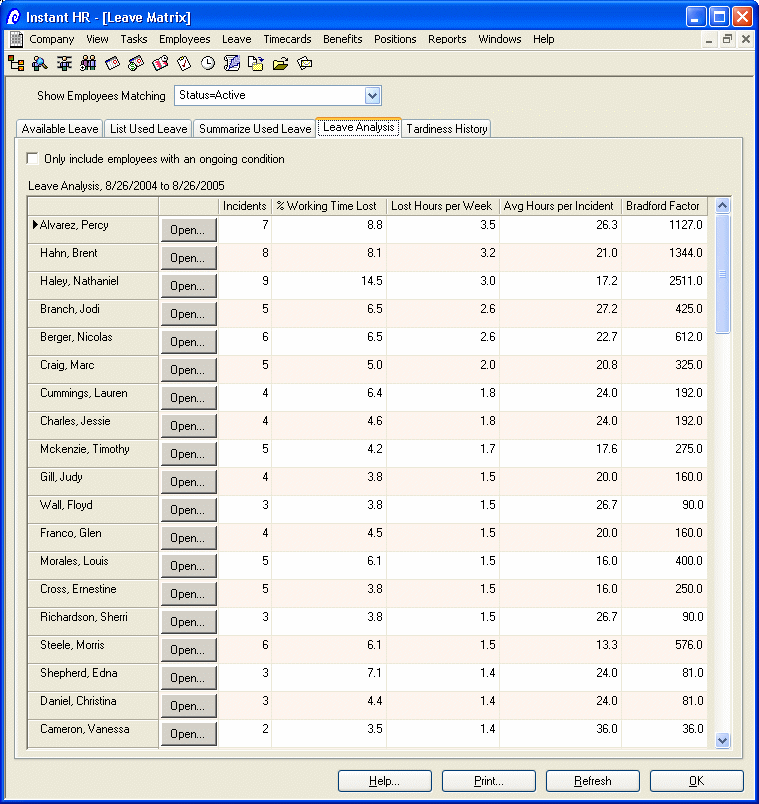 Instant HR - [Leave Matrix]
Company View Tasks Employees Leave Timecards Benefits Positions Reports Windows Help
Show Employees Matching Status=Active
Available Leave List Used Leave Summarize Used Leave Leave Analysis Tardiness History
Only include employees with an ongoing condition
Leave Analysis, 8/26/2004 to 8/26/2005
Incidents % Working Time Lost Lost Hours per Week Avg Hours per Incident Bradford Factor
Alvarez, Percy Open... 7 8.8 3.5 26.3 1127.0
Hahn, Brent Open... 8 8.1 3.2 21.0 1344.0
Haley, Nathaniel Open... 9 14.5 3.0 17.2 2511.0
Branch, Jodi Open... 5 6.5 2.6 27.2 425.0
Berger, Nicolas Open... 6 6.5 2.6 22.7 612.0
Craig, Marc Open... 5 5.0 2.0 20.8 325.0
Cummings, Lauren Open... 4 6.4 1.8 24.0 192.0
Charles, Jessie Open... 4 4.6 1.8 24.0 192.0
Mckenzie, Timothy Open... 5 4.2 1.7 17.6 275.0
Gill, Judy Open... 4 3.8 1.5 20.0 160.0
Wall, Floyd Open... 3 3.8 1.5 26.7 90.0
Franco, Glen Open... 4 4.5 1.5 20.0 160.0
Morales, Louis Open... 5 6.1 1.5 16.0 400.0
Cross, Ernestine Open... 5 3.8 1.5 16.0 250.0
Richardson, Sherri Open... 3 3.8 1.5 26.7 90.0
Steele, Morris Open... 6 6.1 1.5 13.3 576.0
Shepherd, Edna Open... 3 7.1 1.4 24.0 81.0
Daniel, Christina Open... 3 4.4 1.4 24.0 81.0
Cameron, Vanessa Open... 2 3.5 1.4 36.0 36.0
Help... Print... Refresh OK